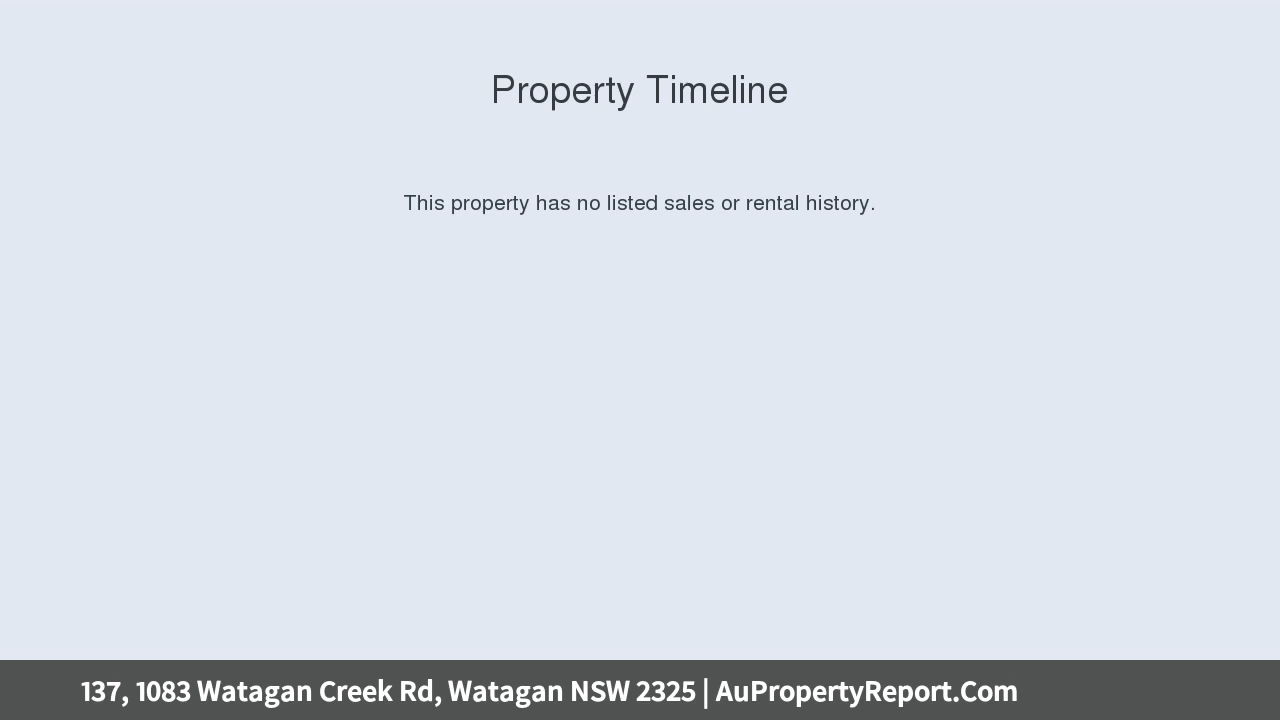 Property Timeline
This property has no listed sales or rental history.
137, 1083 Watagan Creek Rd, Watagan NSW 2325 | AuPropertyReport.Com